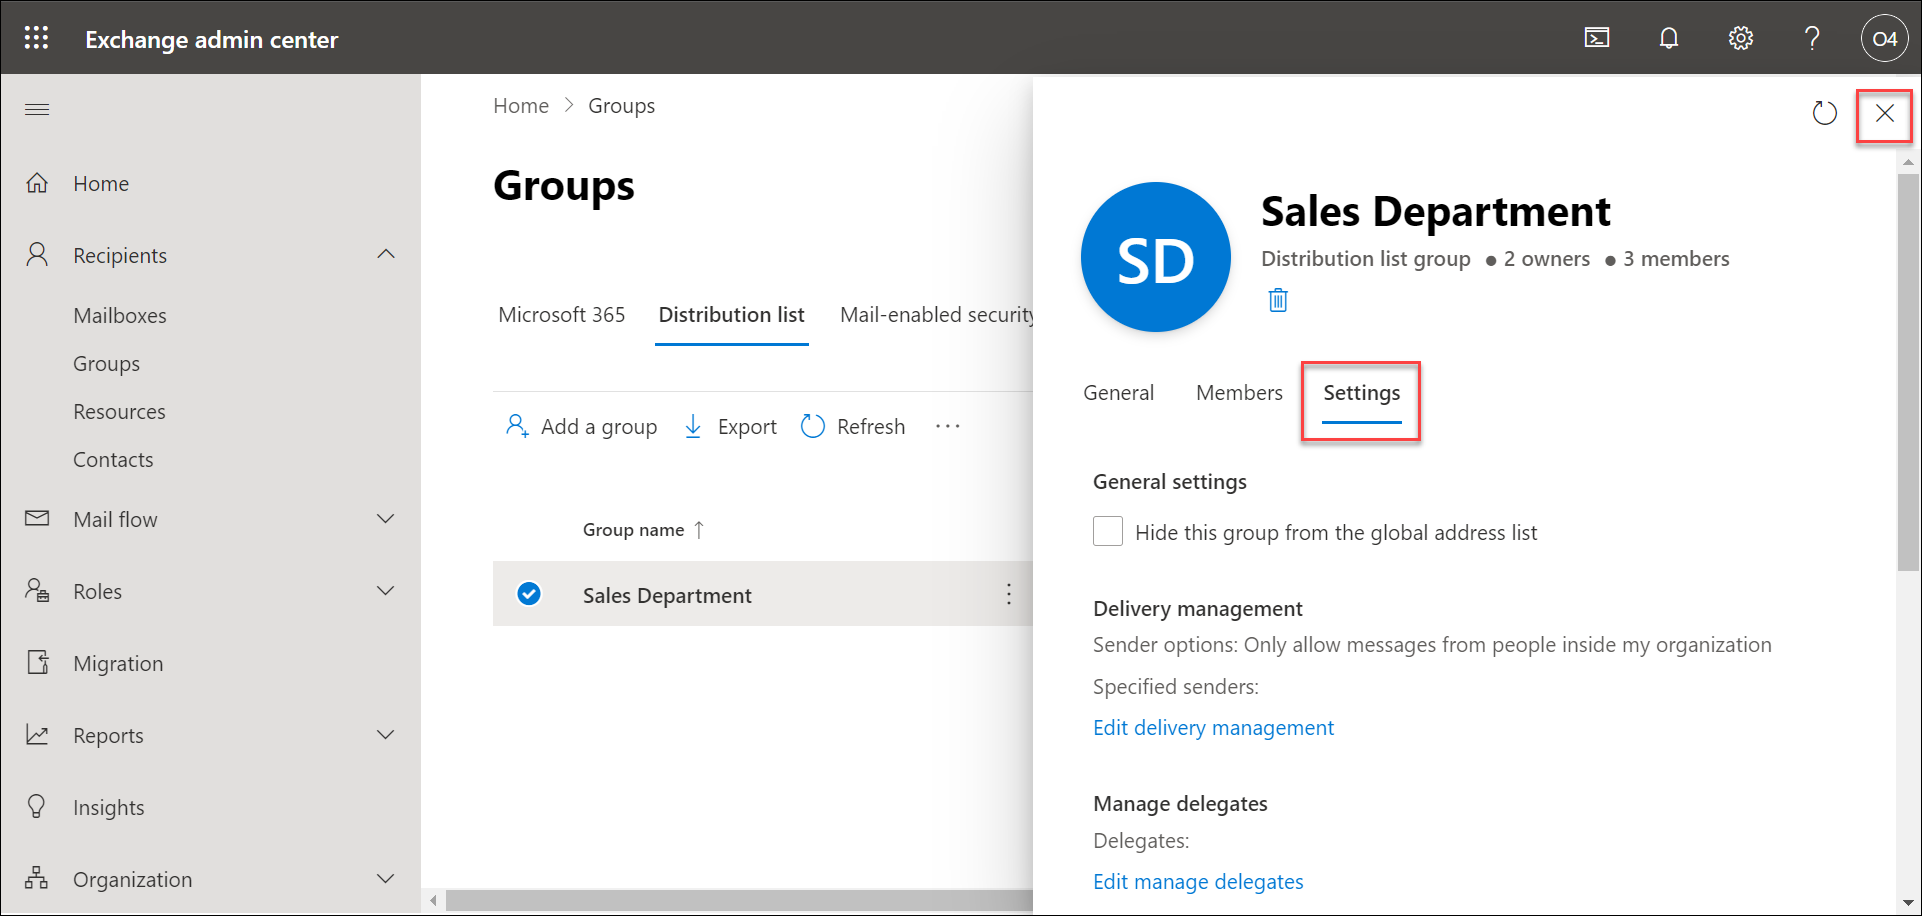 Exchange admin center
O4
Home
Recipients
Mailboxes
Groups
Resources
Contacts
Mail flow
Roles
Migration
Reports
Insights
Organization
Home > Groups
Groups
Microsoft 365 Distribution list Mail-enabled security
Add a group Export Refresh ...
Group name ↑
Sales Department
SD
Sales Department
Distribution list group ● 2 owners ● 3 members
General Members Settings
General settings
Hide this group from the global address list
Delivery management
Sender options: Only allow messages from people inside my organization
Specified senders:
Edit delivery management
Manage delegates
Delegates:
Edit manage delegates